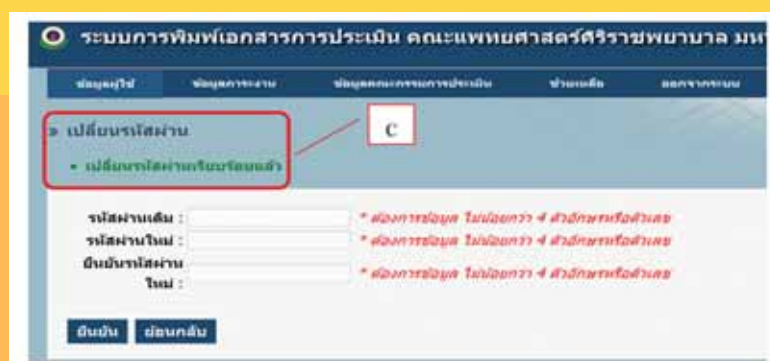 ระบบการพิมพ์เอกสารการประเมิน คณะแพทยศาสตร์ศิริราชพยาบาล มหา
ข้อมูลผู้ใช้ ข้อมูลภาระงาน ข้อมูลคณะกรรมการประเมิน ช่วยเหลือ ออกจากระบบ
» เปลี่ยนรหัสผ่าน
c
• เปลี่ยนรหัสผ่านเรียบร้อยแล้ว
รหัสผ่านเดิม : * ต้องการข้อมูล ไม่น้อยกว่า 4 ตัวอักษรหรือตัวเลข
รหัสผ่านใหม่ : * ต้องการข้อมูล ไม่น้อยกว่า 4 ตัวอักษรหรือตัวเลข
ยืนยันรหัสผ่าน
ใหม่ : * ต้องการข้อมูล ไม่น้อยกว่า 4 ตัวอักษรหรือตัวเลข
ยืนยัน ย้อนกลับ